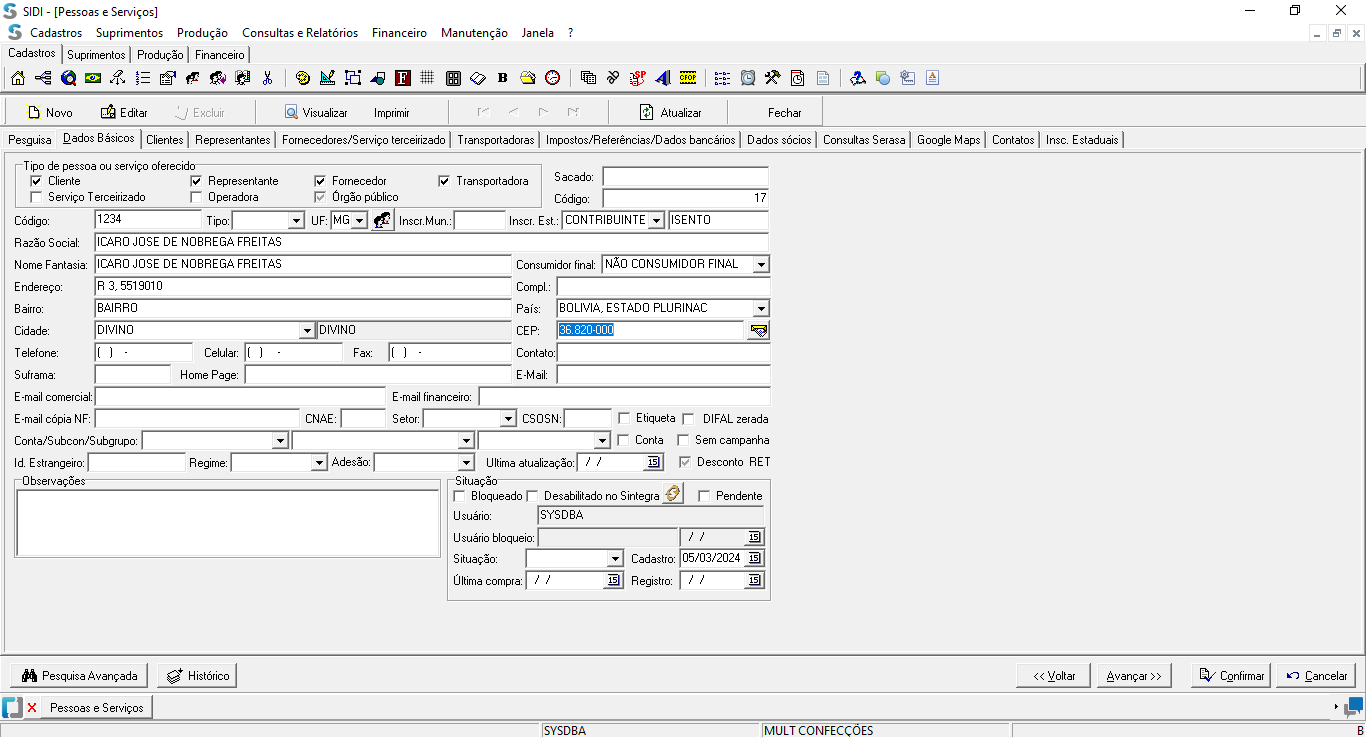 SIDI - [Pessoas e Serviços]
Cadastros Suprimentos Produção Consultas e Relatórios Financeiro Manutenção Janela ?
Cadastros Suprimentos Produção Financeiro
Novo Editar Excluir Visualizar Imprimir Atualizar Fechar
Pesquisa Dados Básicos Clientes Representantes Fornecedores/Serviço terceirizado Transportadoras Impostos/Referências/Dados bancários Dados sócios Consultas Serasa Google Maps Contatos Insc. Estaduais
Tipo de pessoa ou serviço oferecido
Cliente Representante Fornecedor Transportadora Sacado:
Serviço Terceirizado Operadora Órgão público Código: 17
Código: 1234 Tipo: UF: MG Inscr.Mun.: Inscr. Est.: CONTRIBUINTE ISENTO
Razão Social: ICARO JOSE DE NOBREGA FREITAS
Nome Fantasia: ICARO JOSE DE NOBREGA FREITAS Consumidor final: NÃO CONSUMIDOR FINAL
Endereço: R 3, 5519010 Compl.:
Bairro: BAIRRO País: BOLIVIA, ESTADO PLURINAC
Cidade: DIVINO DIVINO CEP: 36.820-000
Telefone: ( ) - Celular: ( ) - Fax: ( ) - Contato:
Suframa: Home Page: E-Mail:
E-mail comercial: E-mail financeiro:
E-mail cópia NF: CNAE: Setor: CSOSN: Etiqueta DIFAL zerada
Conta/Subcon/Subgrupo: Conta Sem campanha
Id. Estrangeiro: Regime: Adesão: Ultima atualização: / / 15 Desconto RET
Observações Situação
Bloqueado Desabilitado no Sintegra Pendente
Usuário: SYSDBA
Usuário bloqueio: / / 15
Situação: Cadastro: 05/03/2024 15
Última compra: / / 15 Registro: / / 15
Pesquisa Avançada Histórico << Voltar Avançar >> Confirmar Cancelar
Pessoas e Serviços
SYSDBA MULT CONFECÇÕES B